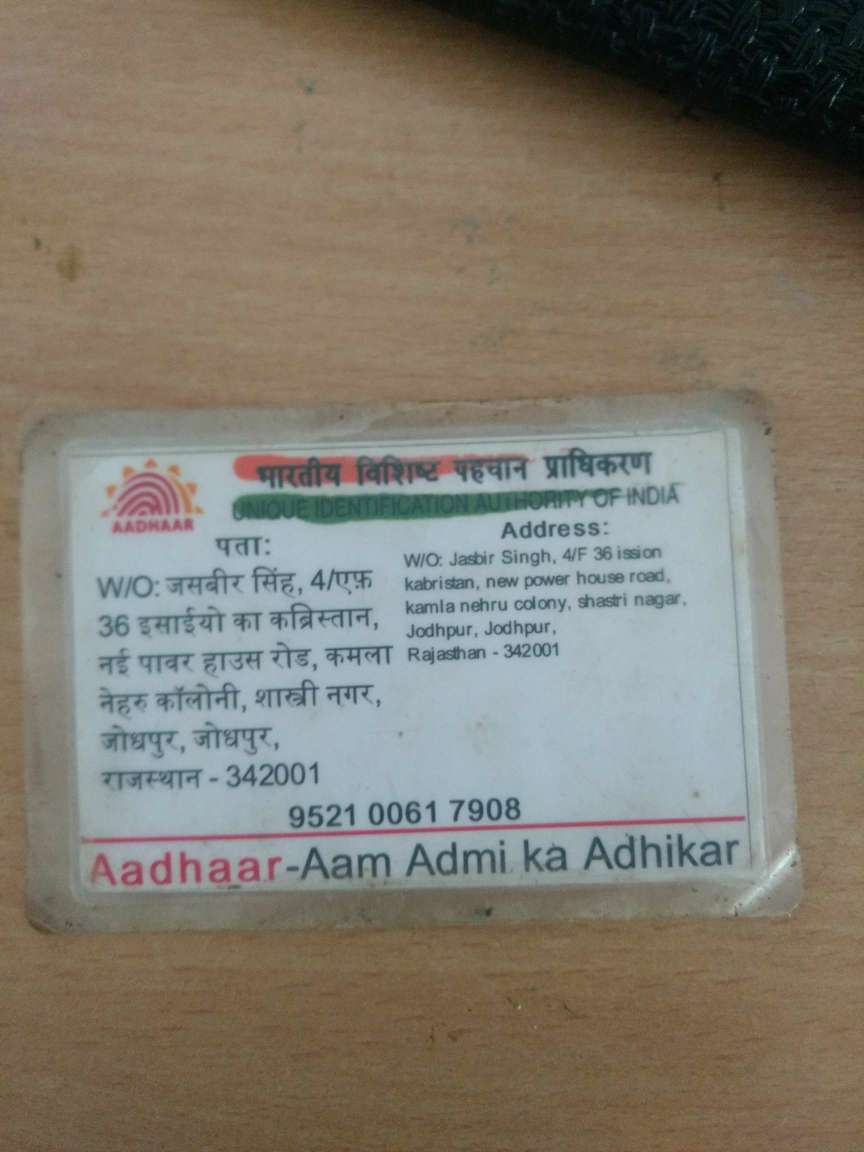 भारतीय विशिष्ट पहचान प्राधिकरण
UNIQUE IDENTIFICATION AUTHORITY OF INDIA
AADHAAR
पता:
W/O: जसबीर सिंह, 4/एफ़
36 इसाईयो का कब्रिस्तान,
नई पावर हाउस रोड, कमला
नेहरु कॉलोनी, शास्त्री नगर,
जोधपुर, जोधपुर,
राजस्थान - 342001
Address:
W/O: Jasbir Singh, 4/F 36 ission
kabristan, new power house road,
kamla nehru colony, shastri nagar,
Jodhpur, Jodhpur,
Rajasthan - 342001
9521 0061 7908
Aadhaar-Aam Admi ka Adhikar